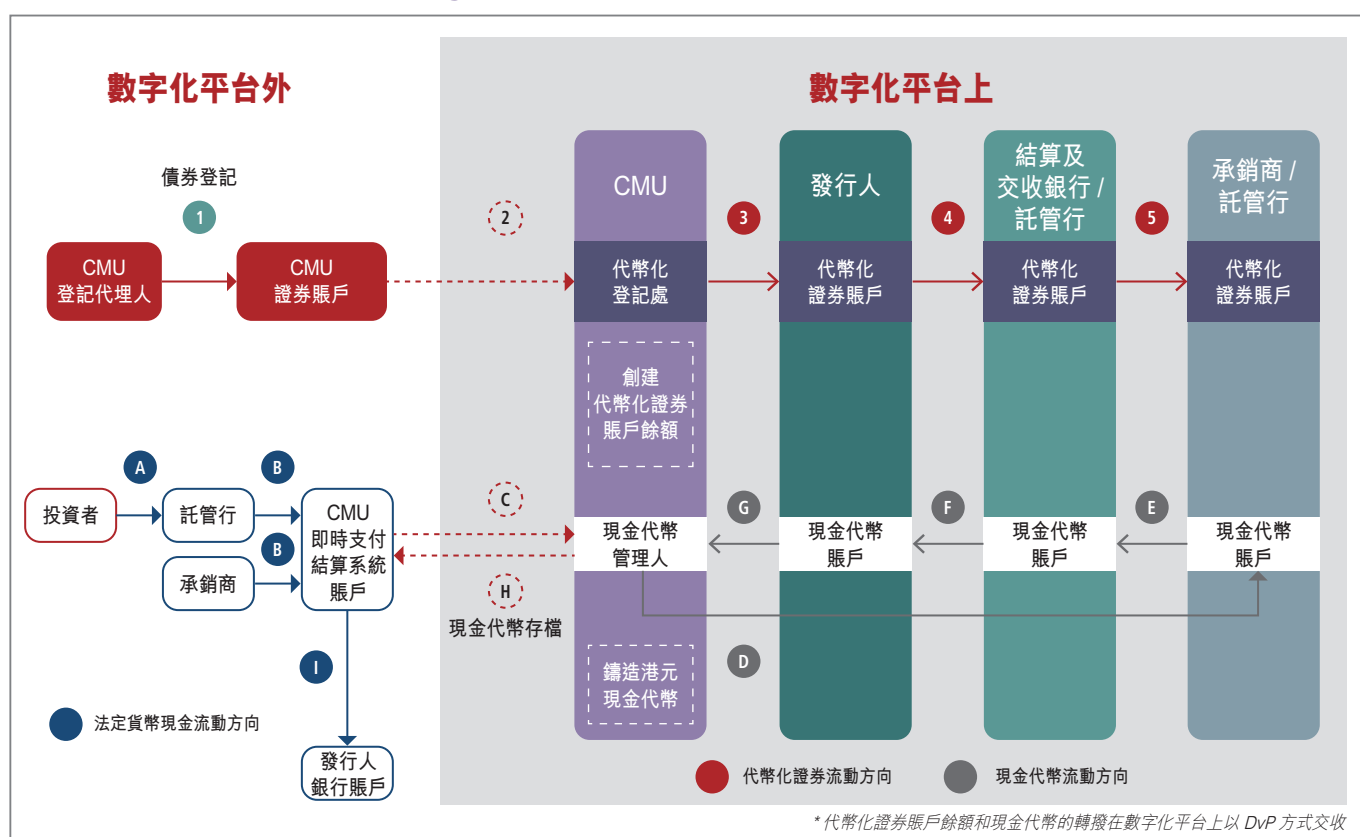 數字化平台外
數字化平台上
債券登記
1
CMU
登記代理人
CMU
證券賬戶
2
CMU
3
發行人
4
結算及
交收銀行 /
託管行
5
承銷商 /
託管行
代幣化
登記處
代幣化
證券賬戶
代幣化
證券賬戶
代幣化
證券賬戶
創建
代幣化證券
賬戶餘額
A
B
投資者
託管行
B
承銷商
CMU
即時支付
結算系統
賬戶
C
H
現金代幣存檔
現金代幣
管理人
G
現金代幣
賬戶
F
現金代幣
賬戶
E
現金代幣
賬戶
D
鑄造港元
現金代幣
I
法定貨幣現金流動方向
發行人
銀行賬戶
代幣化證券流動方向
現金代幣流動方向
* 代幣化證券賬戶餘額和現金代幣的轉撥在數字化平台上以 DvP 方式交收